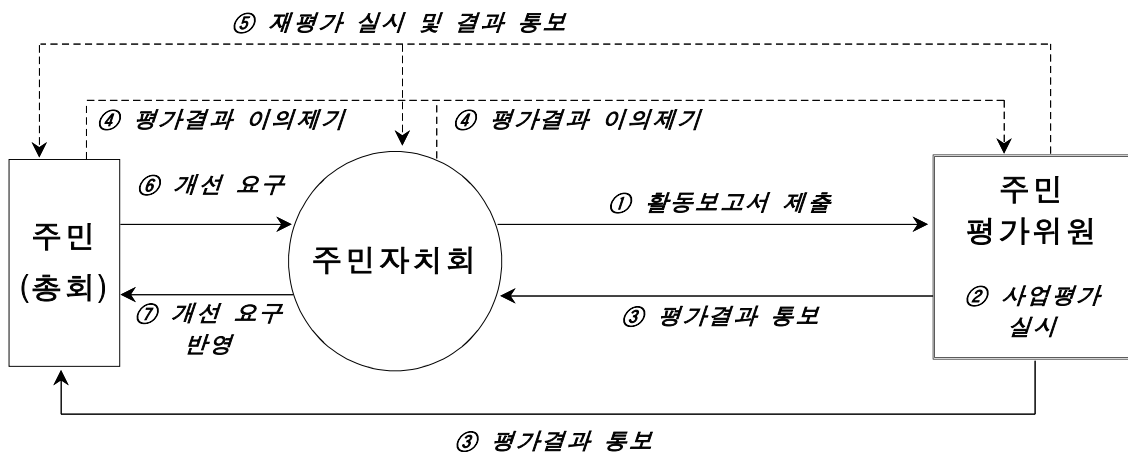 ⑤ 재평가 실시 및 결과 통보
④ 평가결과 이의제기
④ 평가결과 이의제기
⑥ 개선 요구
① 활동보고서 제출
주민
(총회)
주민자치회
주민
평가위원
② 사업평가
실시
⑦ 개선 요구
반영
③ 평가결과 통보
③ 평가결과 통보